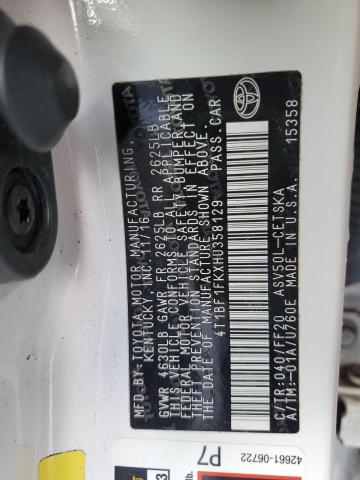 MFD.BY:TOYOTA MOTOR MANUFACTURING,
KENTUCKY, INC. 11/16
GVWR 4630LB GAWR FR 2625LB RR 2625LB
THIS VEHICLE CONFORMS TO ALL APPLICABLE
FEDERAL MOTOR VEHICLE SAFETY, BUMPER, AND
THEFT PREVENTION STANDARDS IN EFFECT ON
THE DATE OF MANUFACTURE SHOWN ABOVE.
4T1BF1FKXHU358129 PASS.CAR
C/TR:040/FF20 ASV50L-CETSKA
A/TM:-01A/U760E MADE IN U.S.A. 15358
42661-06722
P7
3
lb.